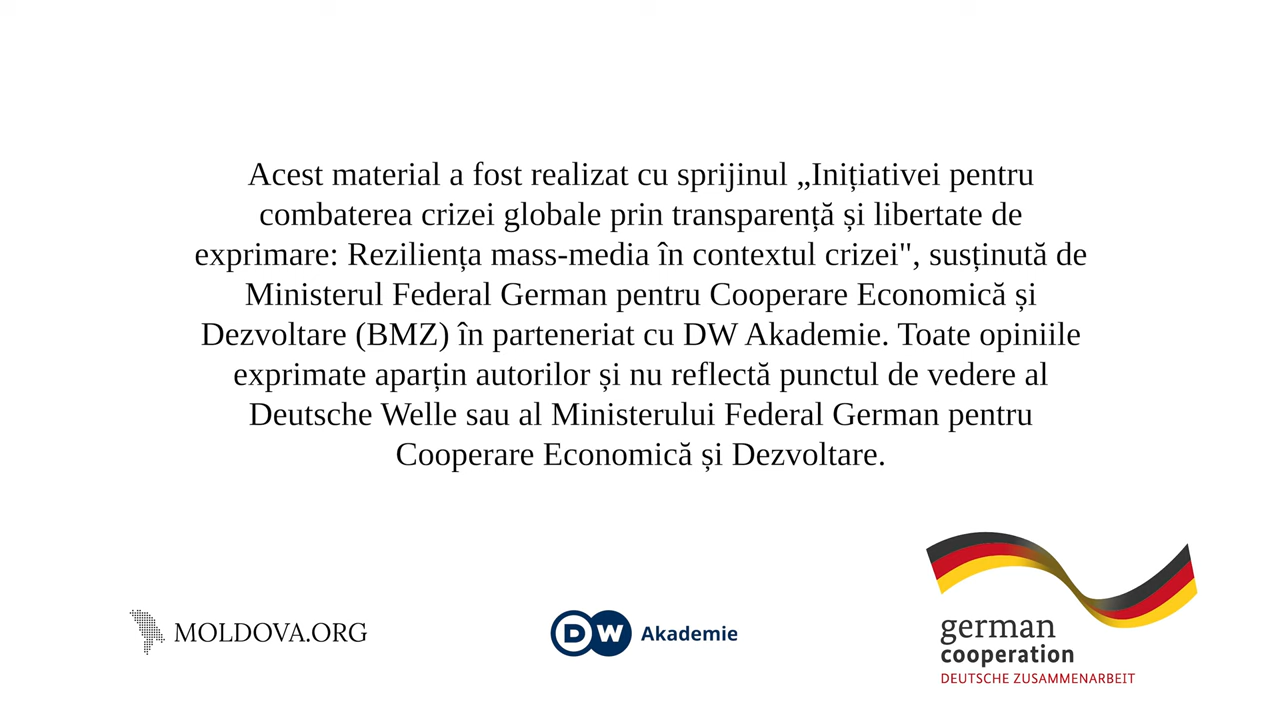 Acest material a fost realizat cu sprijinul „Inițiativei pentru
combaterea crizei globale prin transparență și libertate de
exprimare: Reziliența mass-media în contextul crizei", susținută de
Ministerul Federal German pentru Cooperare Economică și
Dezvoltare (BMZ) în parteneriat cu DW Akademie. Toate opiniile
exprimate aparțin autorilor și nu reflectă punctul de vedere al
Deutsche Welle sau al Ministerului Federal German pentru
Cooperare Economică și Dezvoltare.
MOLDOVA.ORG
DW Akademie
german
cooperation
DEUTSCHE ZUSAMMENARBEIT